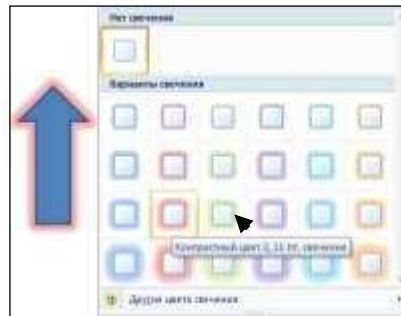 Нет свечения
Варианты свечения
Контрастный цвет 2, 11 пт, свечение
Другие цвета свечения